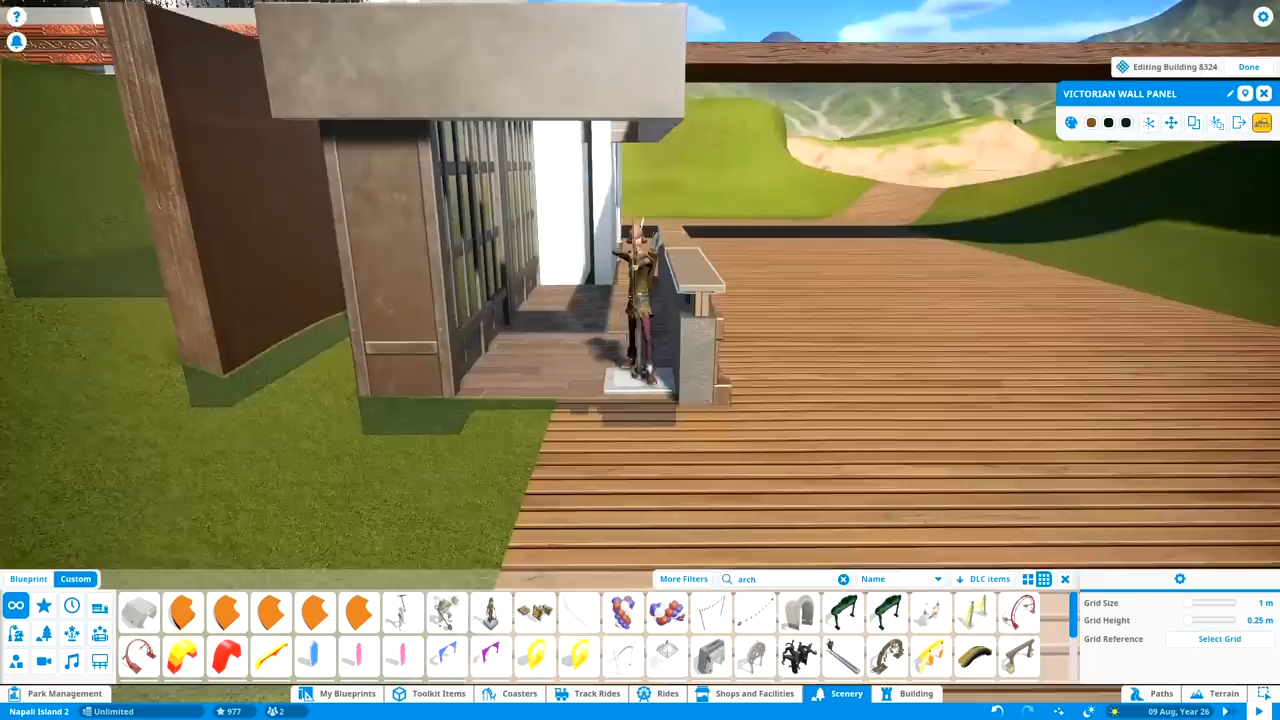 ?
Editing Building 8324 Done
VICTORIAN WALL PANEL
Blueprint Custom More Filters arch Name DLC items
Grid Size 1 m
Grid Height 0.25 m
Grid Reference Select Grid
Park Management My Blueprints Toolkit Items Coasters Track Rides Rides Shops and Facilities Scenery Building Paths Terrain
Napali Island 2 Unlimited 977 2 09 Aug, Year 26